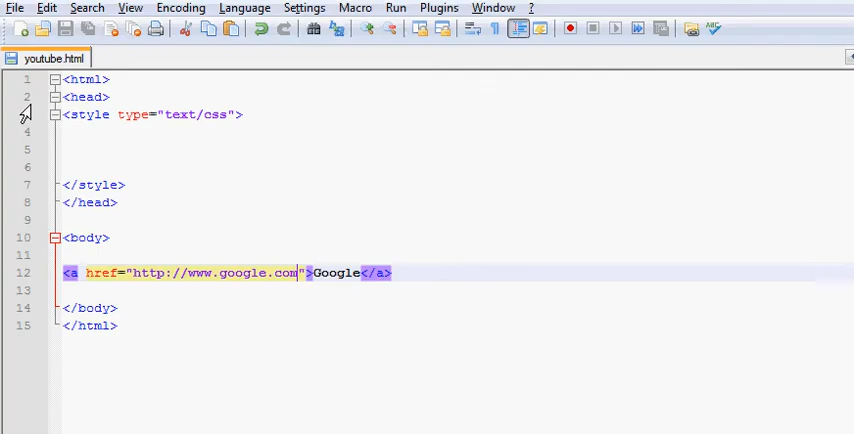 File Edit Search View Encoding Language Settings Macro Run Plugins Window ?
youtube.html
1 <html>
2 <head>
<style type="text/css">
4
5
6
7 </style>
8 </head>
9
10 <body>
11
12 <a href="http://www.google.com">Google</a>
13
14 </body>
15 </html>